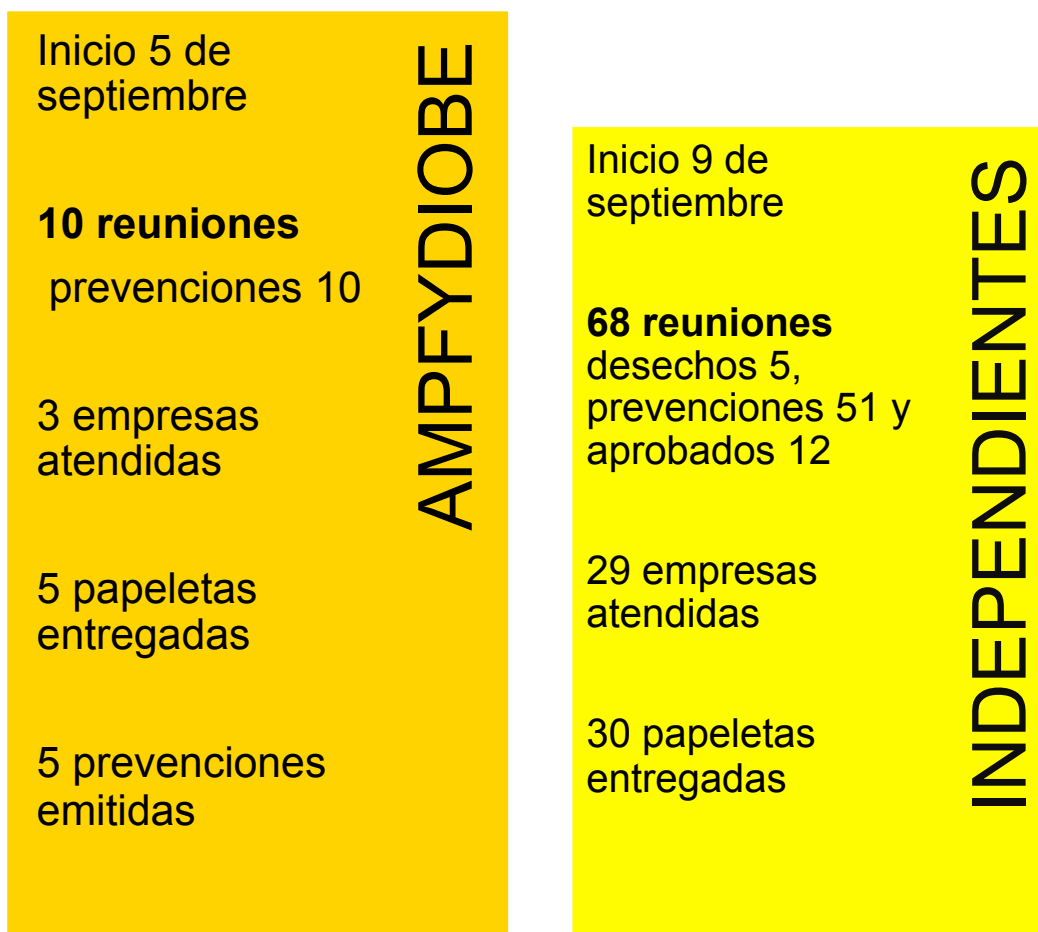 Inicio 5 de
septiembre
10 reuniones
prevenciones 10
3 empresas
atendidas
5 papeletas
entregadas
5 prevenciones
emitidas
AMPFYDIOBE
Inicio 9 de
septiembre
68 reuniones
desechos 5,
prevenciones 51 y
aprobados 12
29 empresas
atendidas
30 papeletas
entregadas
INDEPENDIENTES